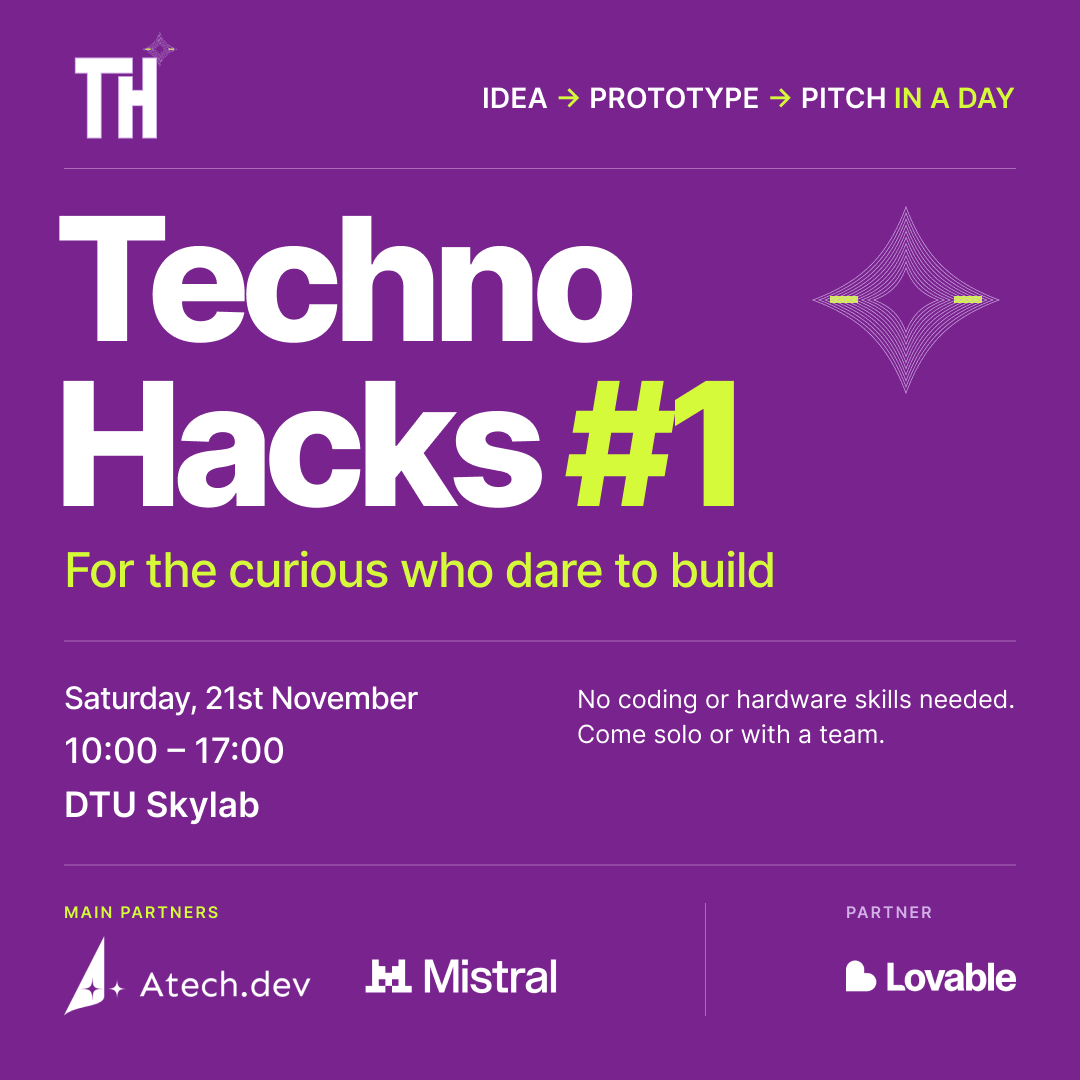 TH
IDEA → PROTOTYPE → PITCH IN A DAY
Techno
Hacks #1
For the curious who dare to build
Saturday, 21st November
10:00 – 17:00
DTU Skylab
No coding or hardware skills needed.
Come solo or with a team.
MAIN PARTNERS
Atech.dev
Mistral
PARTNER
Lovable